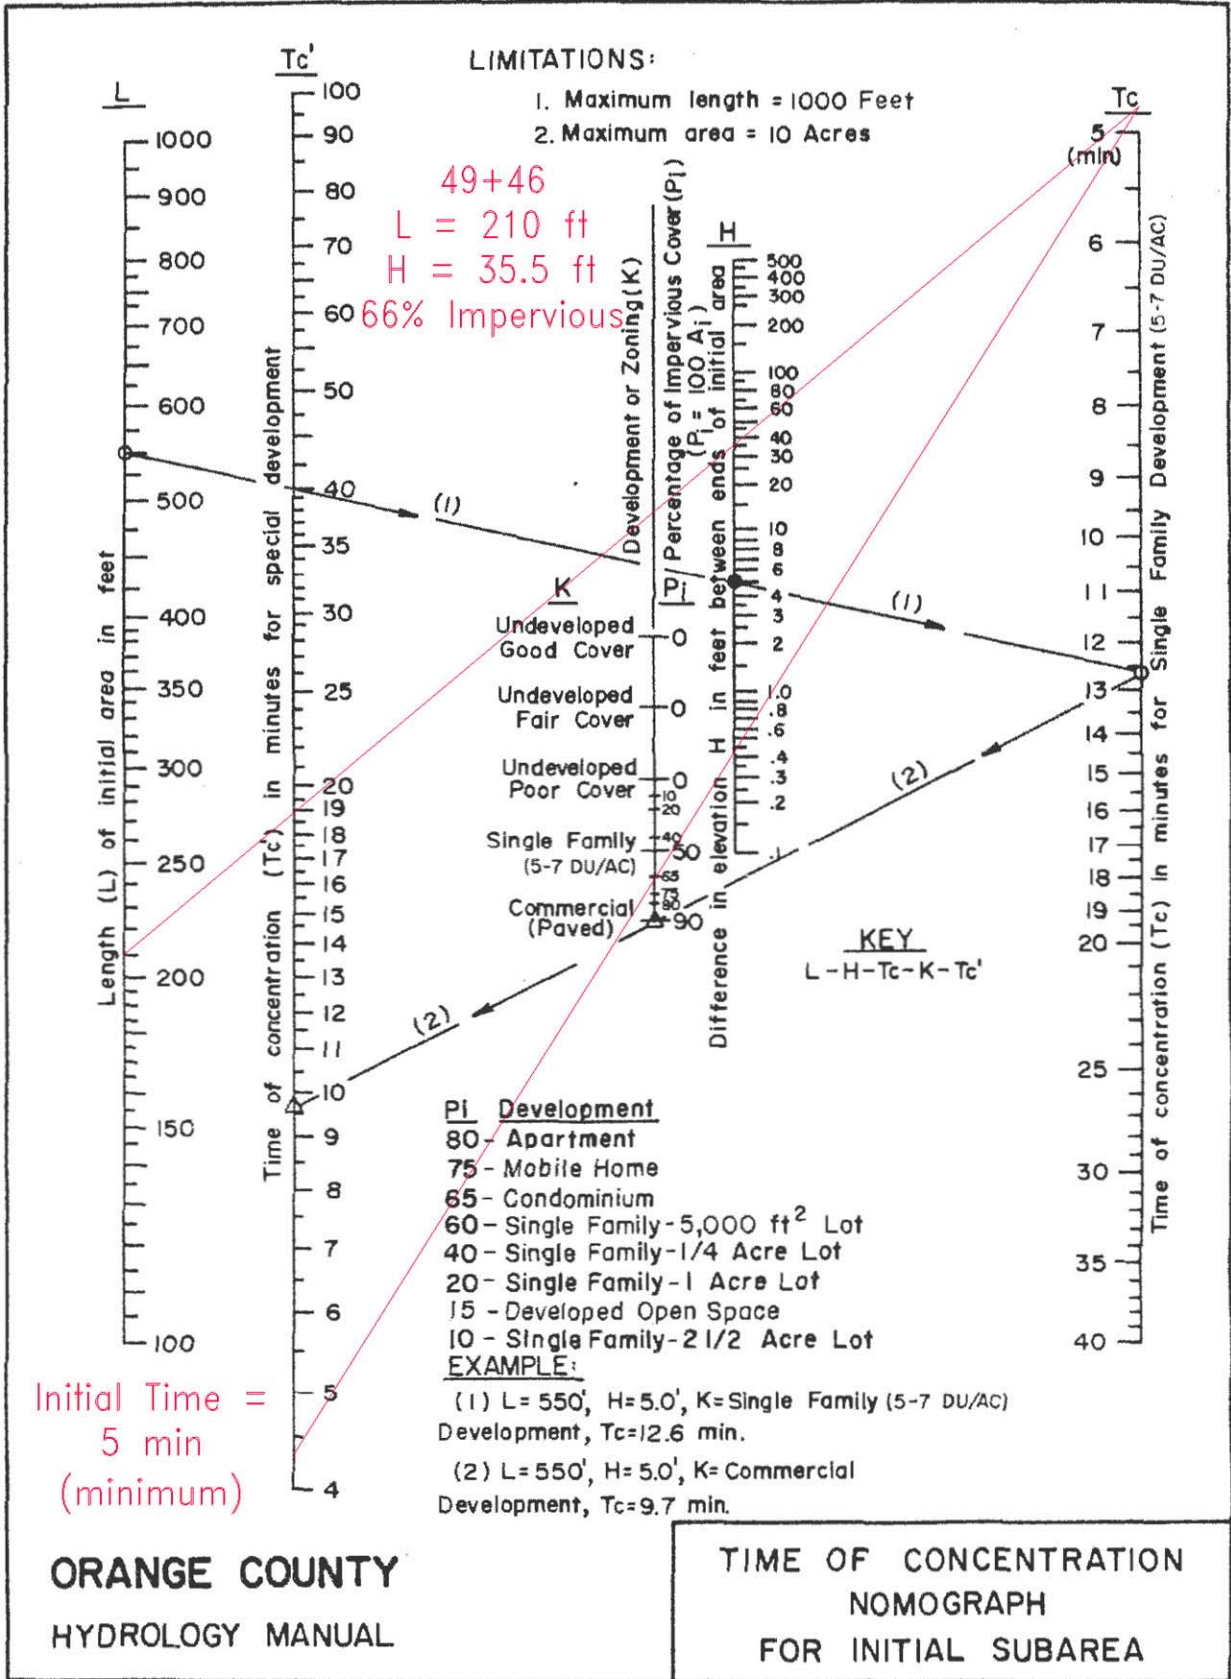 LIMITATIONS:
1. Maximum length = 1000 Feet
2. Maximum area = 10 Acres
49+46
L = 210 ft
H = 35.5 ft
66% Impervious
L
1000
900
800
700
600
500
400
350
300
250
200
150
100
Length (L) of initial area in feet
Tc'
100
90
80
70
60
50
40
35
30
25
20
19
18
17
16
15
14
13
12
11
10
9
8
7
6
5
4
Time of concentration (Tc') in minutes for special development
Development or Zoning (K)
Percentage of Impervious Cover (Pi)
(Pi = 100 Ai)
K
Pi
Undeveloped
Good Cover
0
Undeveloped
Fair Cover
0
Undeveloped
Poor Cover
0
10
20
40
Single Family
(5-7 DU/AC)
50
65
75
80
Commercial
(Paved)
90
H
500
400
300
200
100
80
60
40
30
20
10
8
6
4
3
2
1.0
.8
.6
.4
.3
.2
.1
Difference in elevation H in feet between ends of initial area
(1)
(1)
(2)
(2)
Tc
5
(min)
6
7
8
9
10
11
12
13
14
15
16
17
18
19
20
25
30
35
40
Time of concentration (Tc) in minutes for Single Family Development (5-7 DU/AC)
KEY
L-H-Tc-K-Tc'
Pi Development
80- Apartment
75- Mobile Home
65- Condominium
60- Single Family-5,000 ft² Lot
40- Single Family-1/4 Acre Lot
20- Single Family-1 Acre Lot
15 -Developed Open Space
10 - Single Family-2 1/2 Acre Lot
EXAMPLE:
(1) L=550', H=5.0', K=Single Family (5-7 DU/AC)
Development, Tc=12.6 min.
(2) L=550', H=5.0', K=Commercial
Development, Tc=9.7 min.
Initial Time =
5 min
(minimum)
ORANGE COUNTY
HYDROLOGY MANUAL
TIME OF CONCENTRATION
NOMOGRAPH
FOR INITIAL SUBAREA